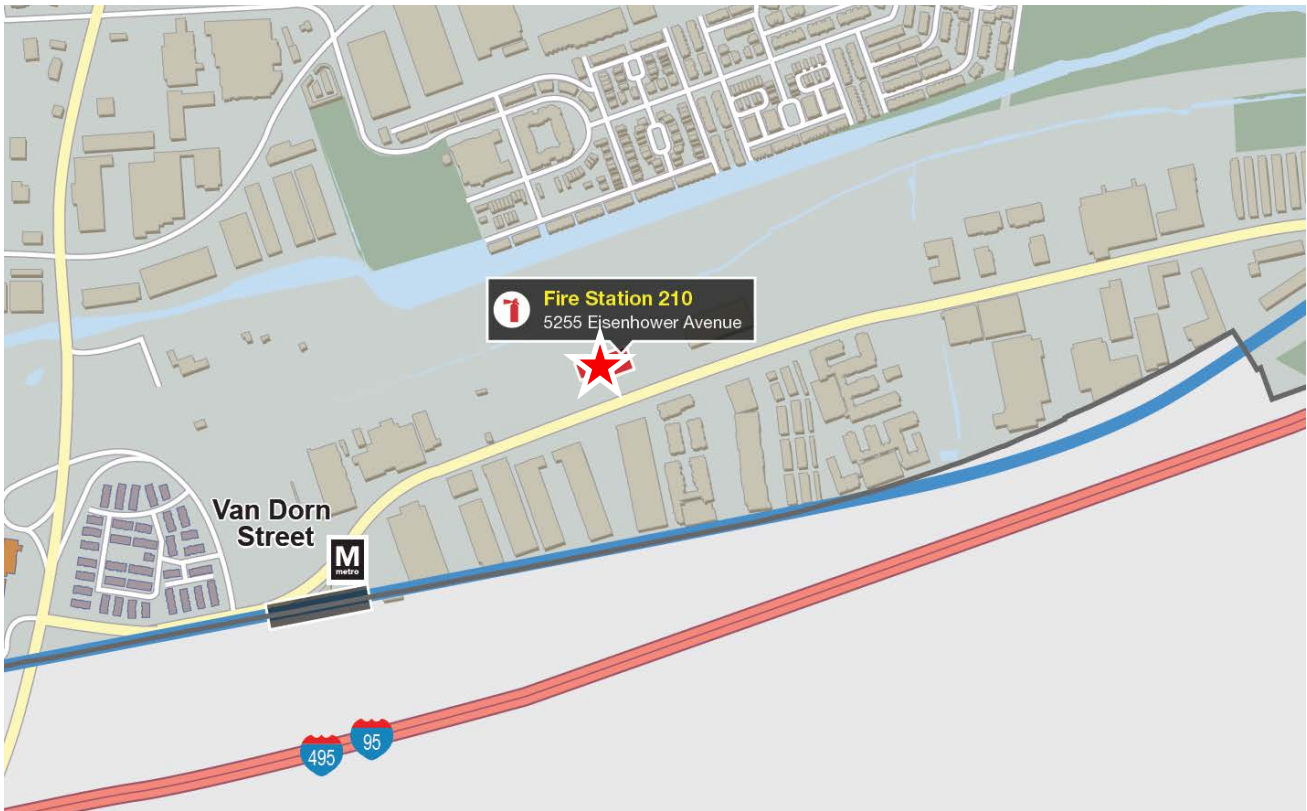 Fire Station 210
5255 Eisenhower Avenue
Van Dorn
Street
M
metro
495
95